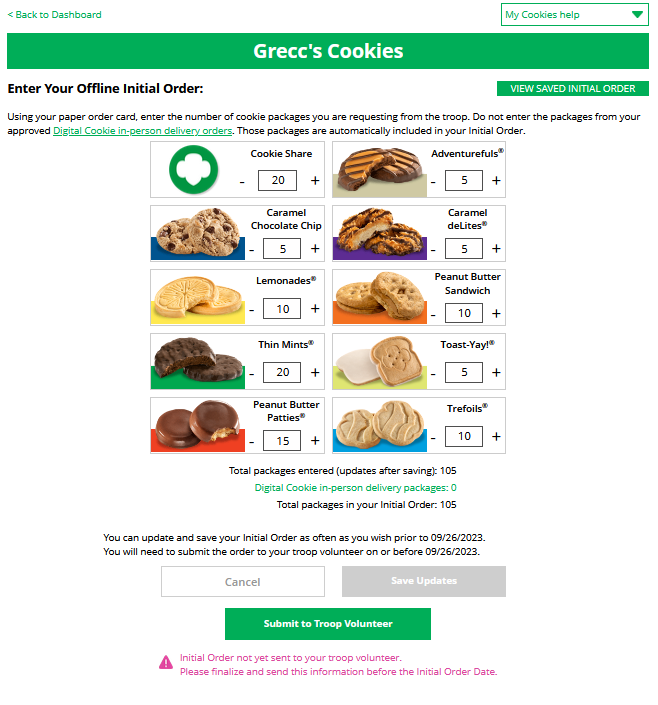 < Back to Dashboard
My Cookies help
Grecc's Cookies
Enter Your Offline Initial Order:
VIEW SAVED INITIAL ORDER
Using your paper order card, enter the number of cookie packages you are requesting from the troop. Do not enter the packages from your
approved Digital Cookie in-person delivery orders. Those packages are automatically included in your Initial Order.
Cookie Share
- 20 +
Adventurefuls®
- 5 +
Caramel
Chocolate Chip
- 5 +
Caramel
deLites®
- 5 +
Lemonades®
- 10 +
Peanut Butter
Sandwich
- 10 +
Thin Mints®
- 20 +
Toast-Yay!®
- 5 +
Peanut Butter
Patties®
- 15 +
Trefoils®
- 10 +
Total packages entered (updates after saving): 105
Digital Cookie in-person delivery packages: 0
Total packages in your Initial Order: 105
You can update and save your Initial Order as often as you wish prior to 09/26/2023.
You will need to submit the order to your troop volunteer on or before 09/26/2023.
Cancel
Save Updates
Submit to Troop Volunteer
Initial Order not yet sent to your troop volunteer.
Please finalize and send this information before the Initial Order Date.